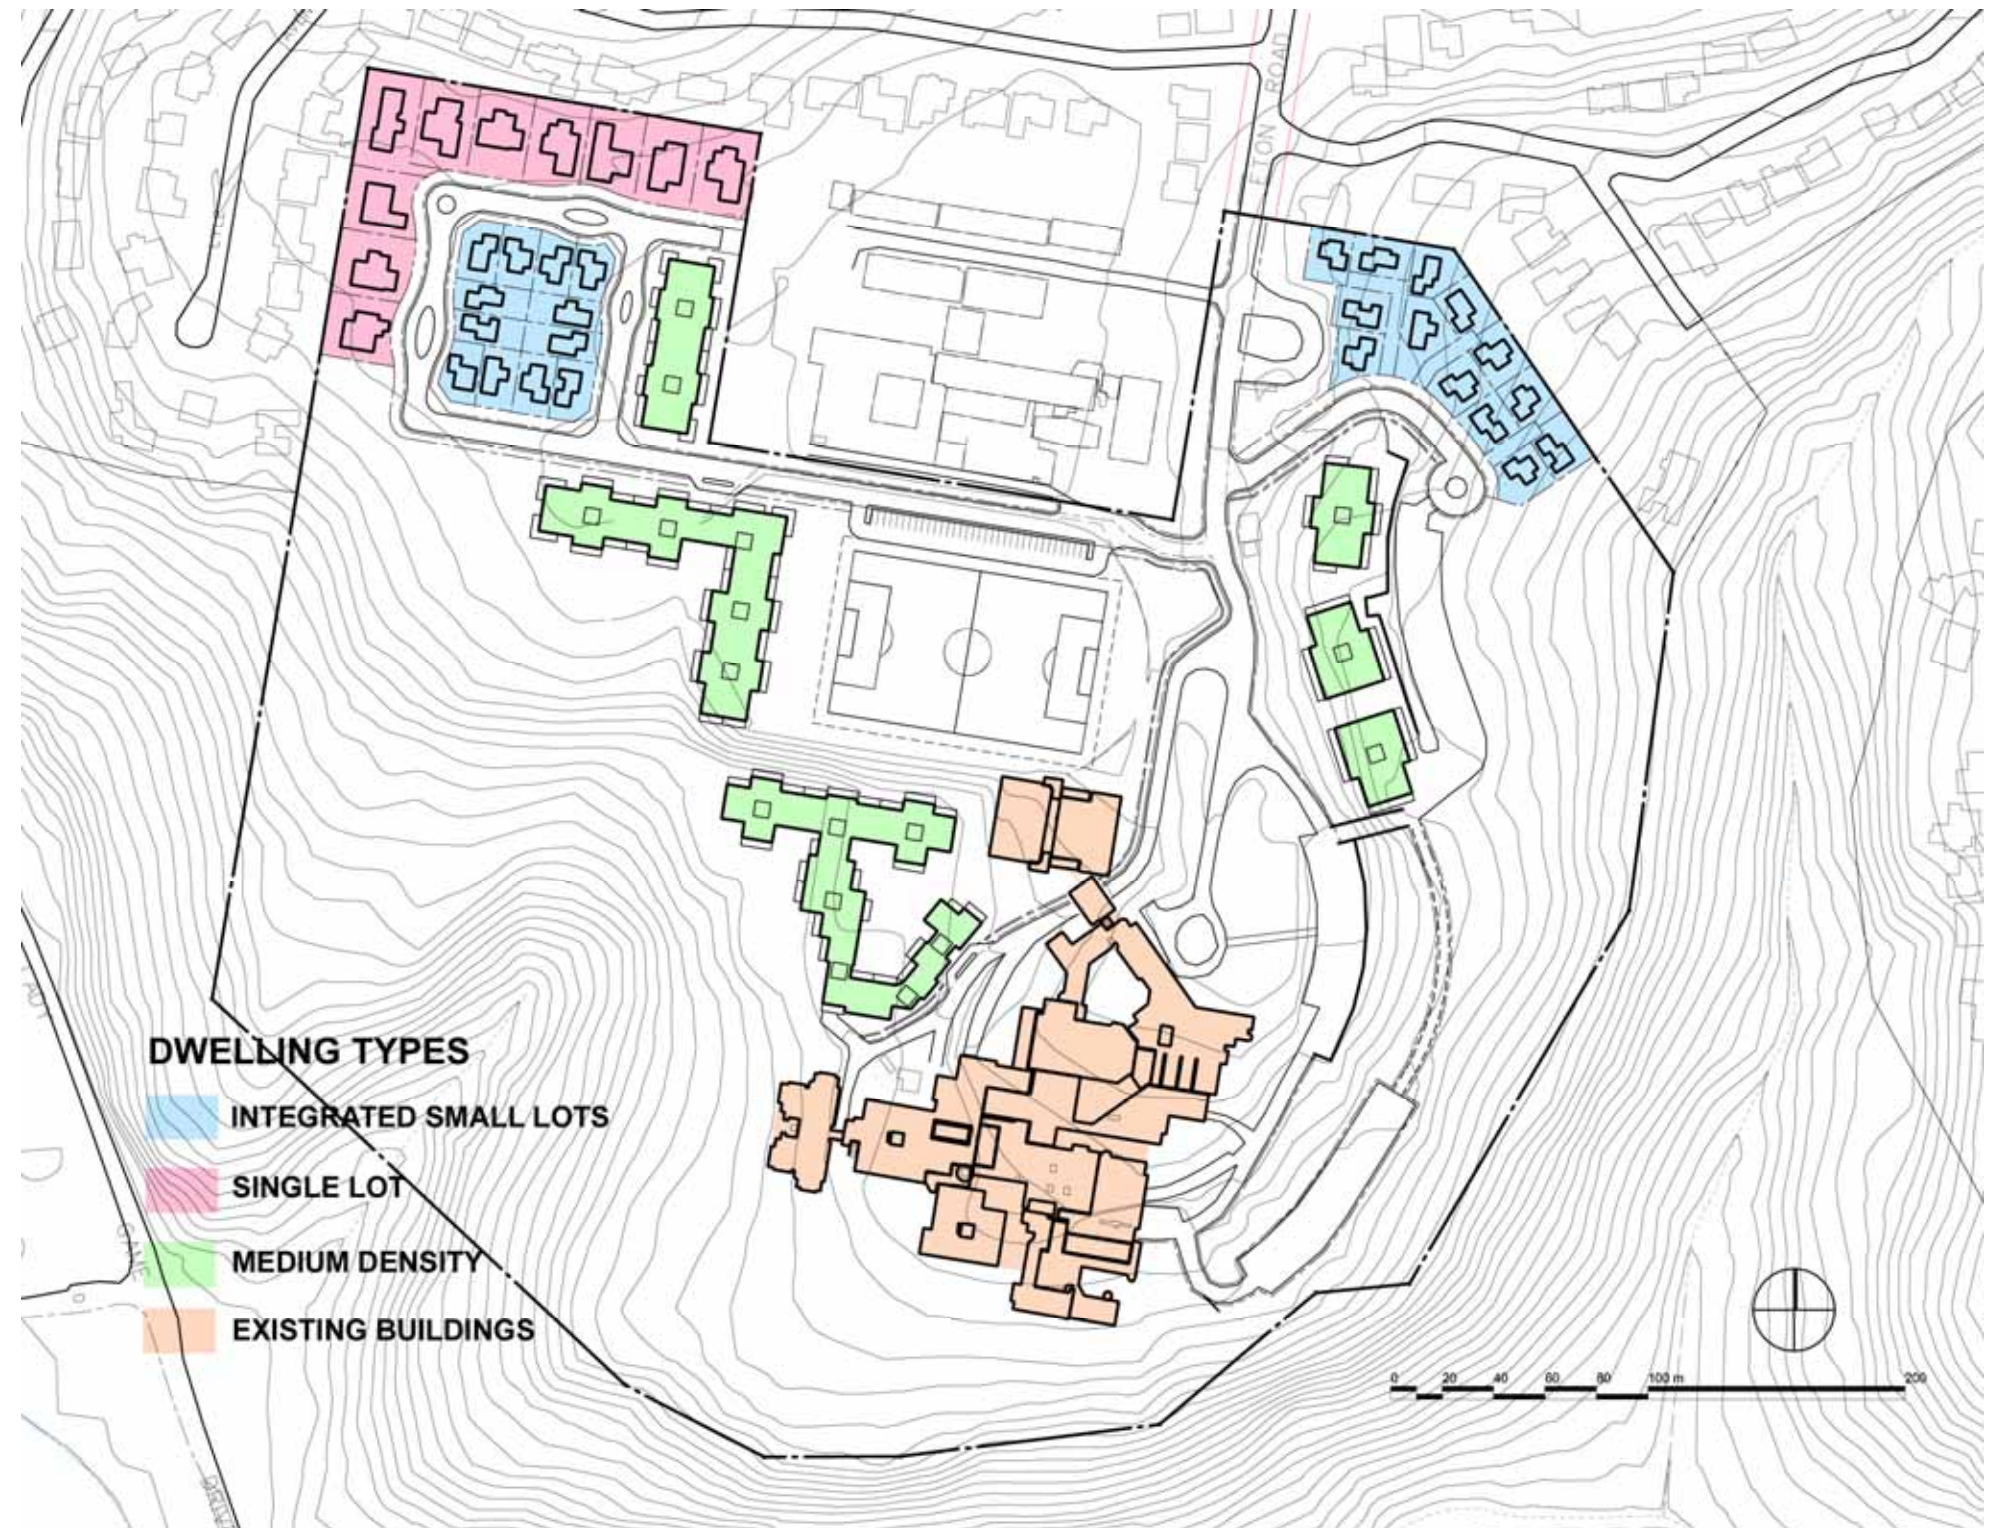 ETON ROAD
DWELLING TYPES
INTEGRATED SMALL LOTS
SINGLE LOT
MEDIUM DENSITY
EXISTING BUILDINGS
0 20 40 60 80 100 m 200